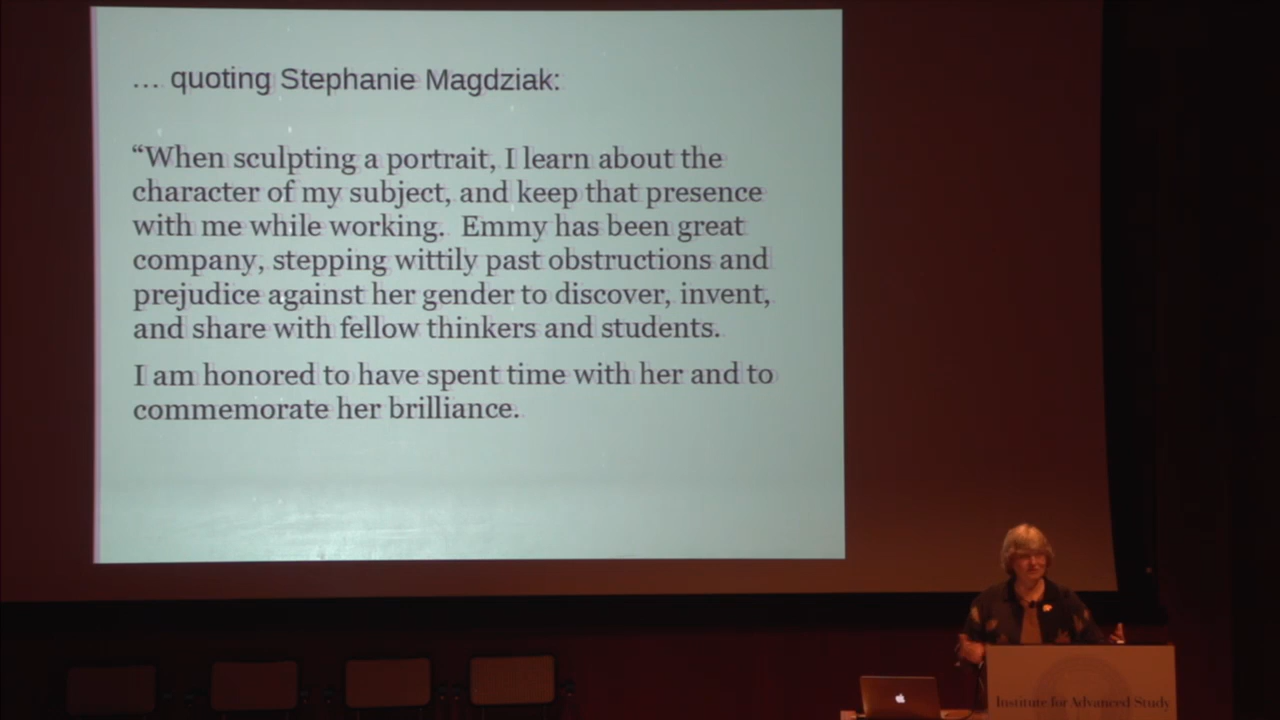 ... quoting Stephanie Magdziak:
“When sculpting a portrait, I learn about the
character of my subject, and keep that presence
with me while working.  Emmy has been great
company, stepping wittily past obstructions and
prejudice against her gender to discover, invent,
and share with fellow thinkers and students.
I am honored to have spent time with her and to
commemorate her brilliance.
Institute for Advanced Study